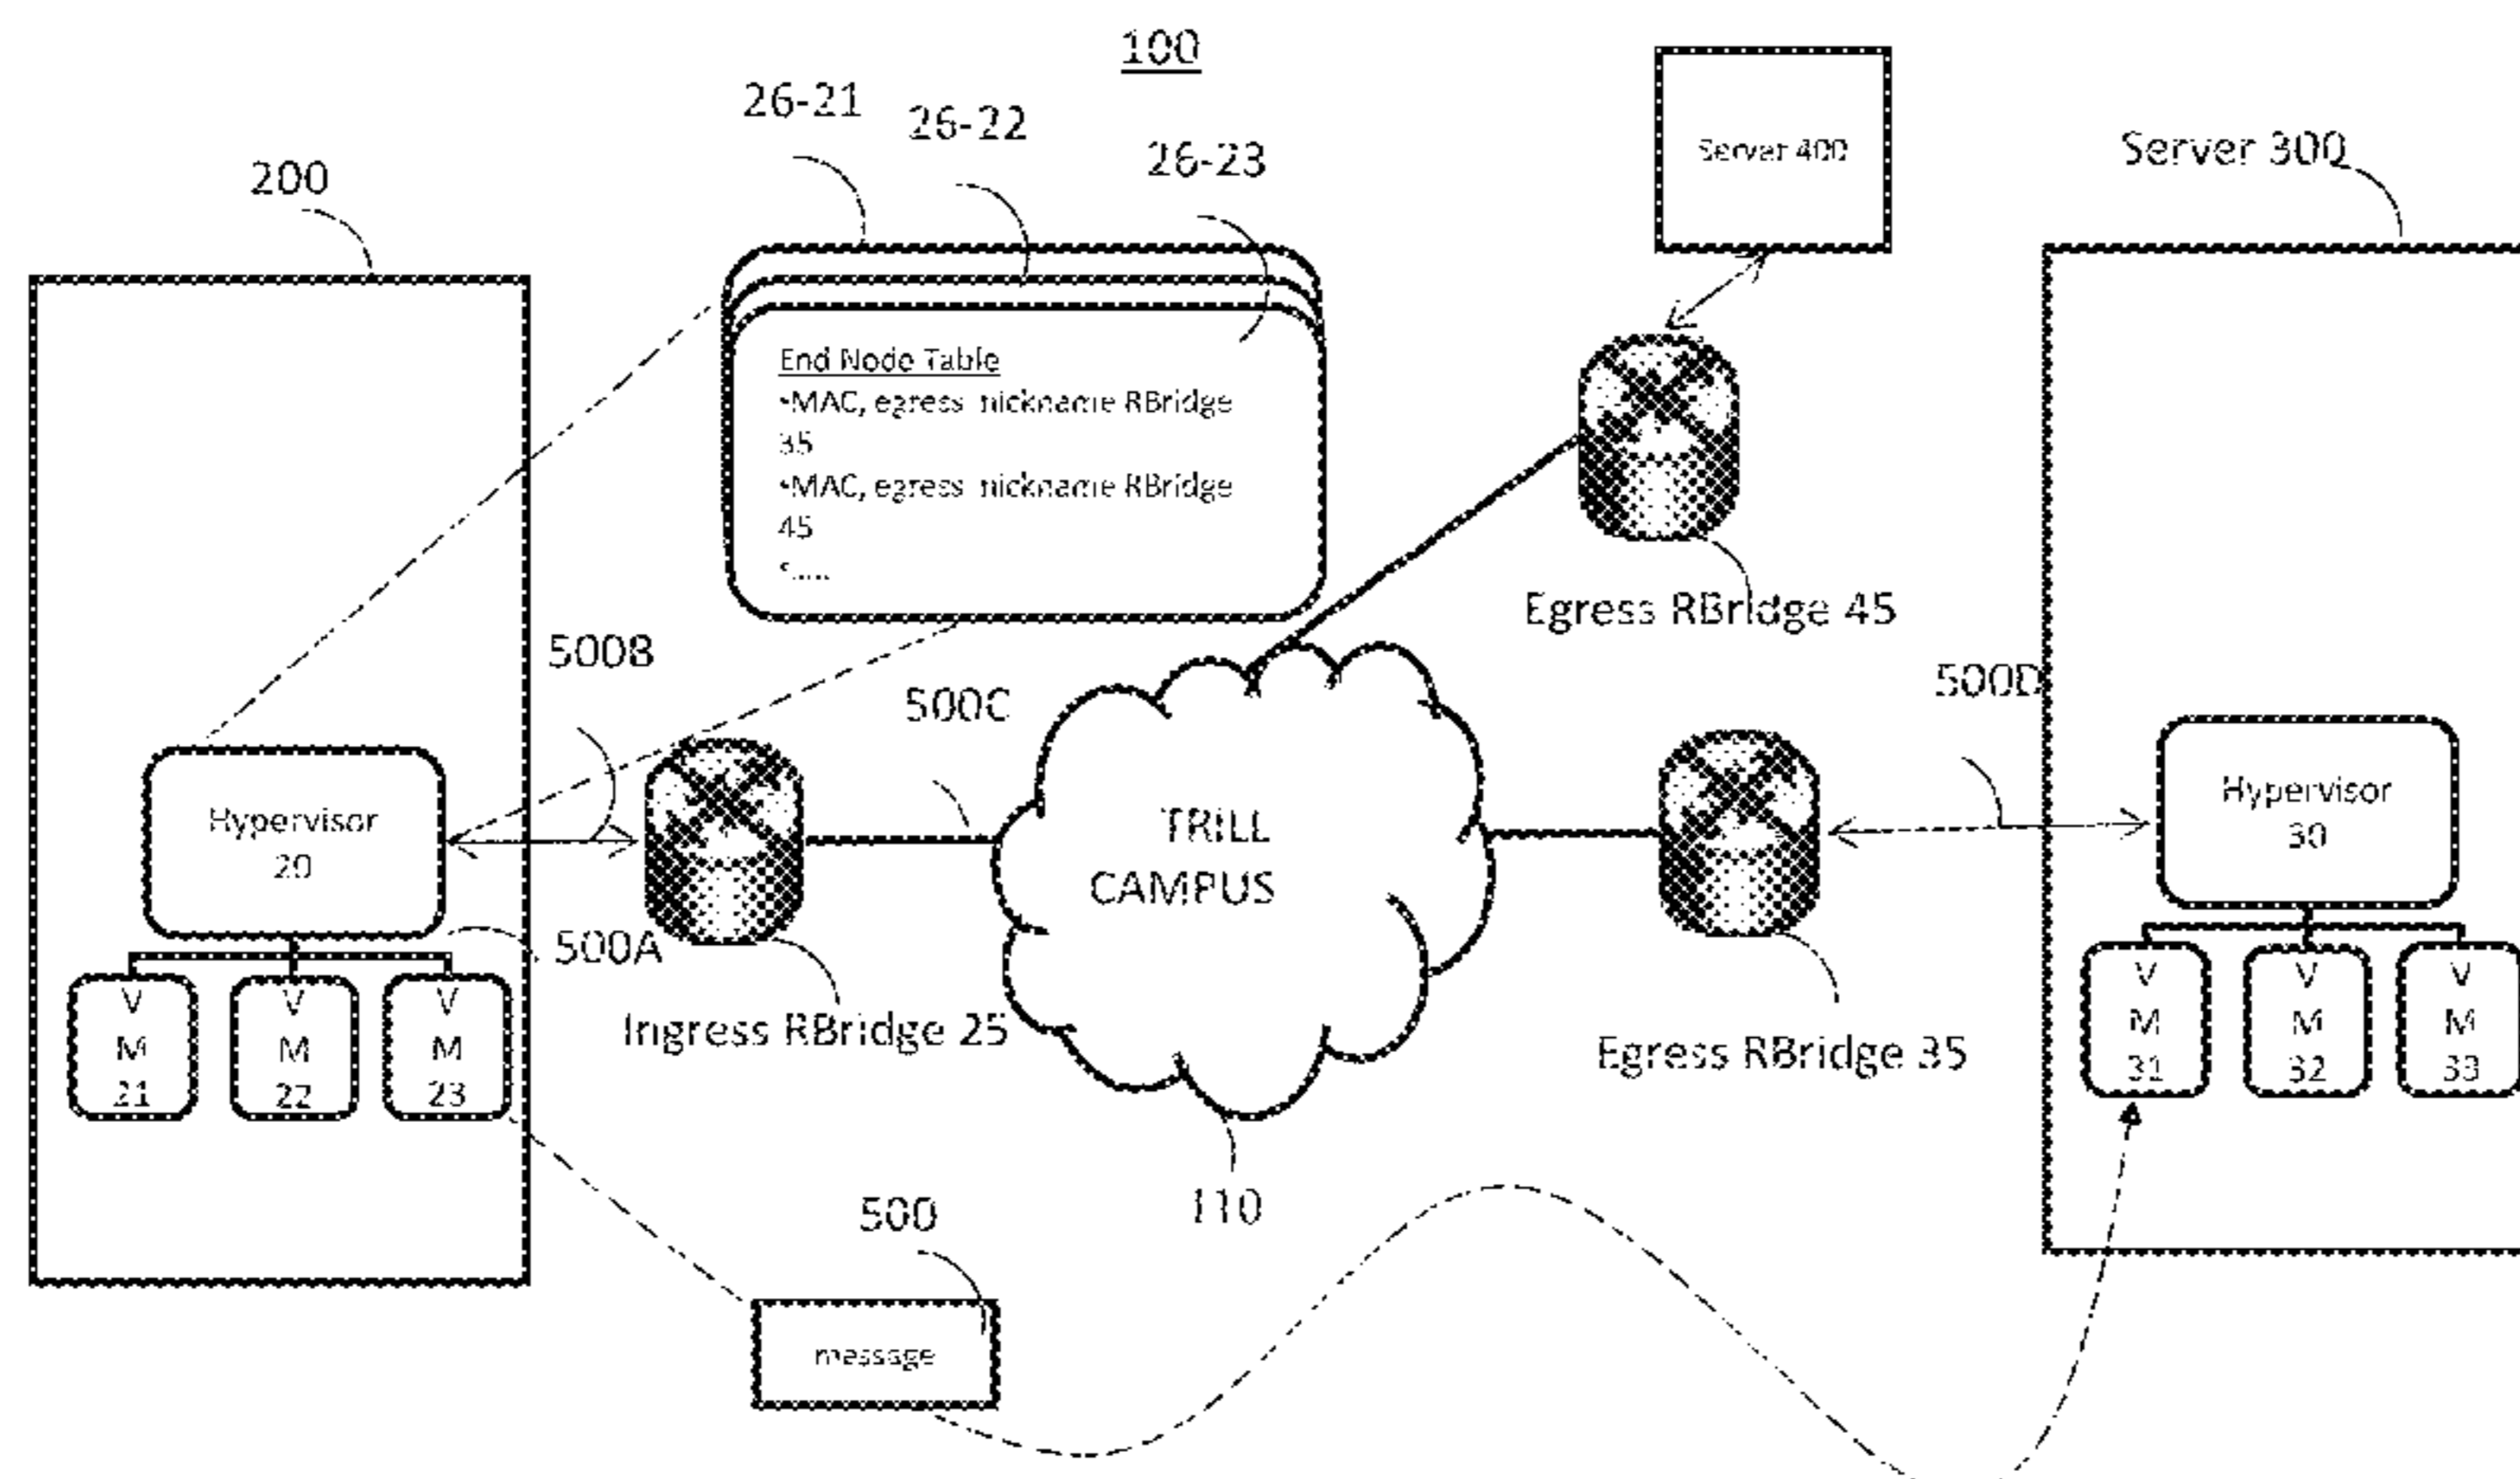 100
26-21
26-22
26-23
200
Server 400
Server 300
End Node Table
•MAC, egress nickname RBridge
35
•MAC, egress nickname RBridge
45
•.....
Egress RBridge 45
500B
500C
500D
Hypervisor
20
TRILL
CAMPUS
Hypervisor
30
500A
Ingress RBridge 25
Egress RBridge 35
V
M
21
V
M
22
V
M
23
V
M
31
V
M
32
V
M
33
110
500
message